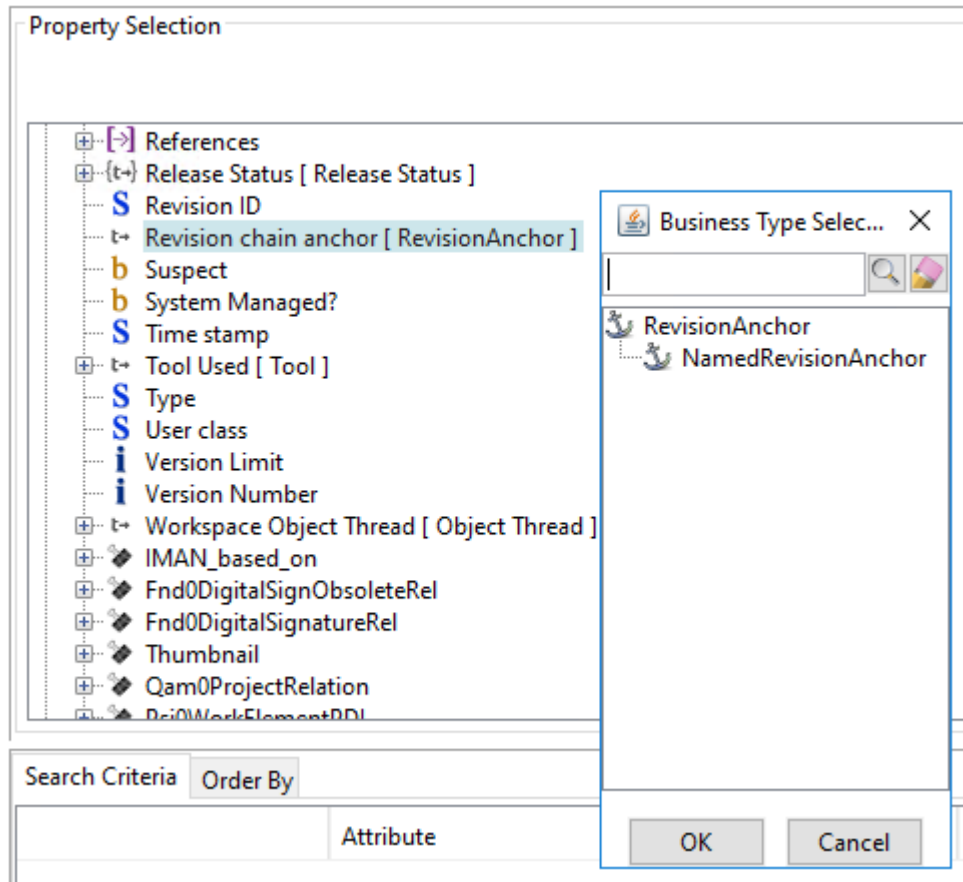 Property Selection
References
Release Status [ Release Status ]
S Revision ID
Revision chain anchor [ RevisionAnchor ]
b Suspect
b System Managed?
S Time stamp
Tool Used [ Tool ]
S Type
S User class
i Version Limit
i Version Number
Workspace Object Thread [ Object Thread ]
IMAN_based_on
Fnd0DigitalSignObsoleteRel
Fnd0DigitalSignatureRel
Thumbnail
Qam0ProjectRelation
Business Type Selec...
RevisionAnchor
NamedRevisionAnchor
OK Cancel
Search Criteria Order By
Attribute